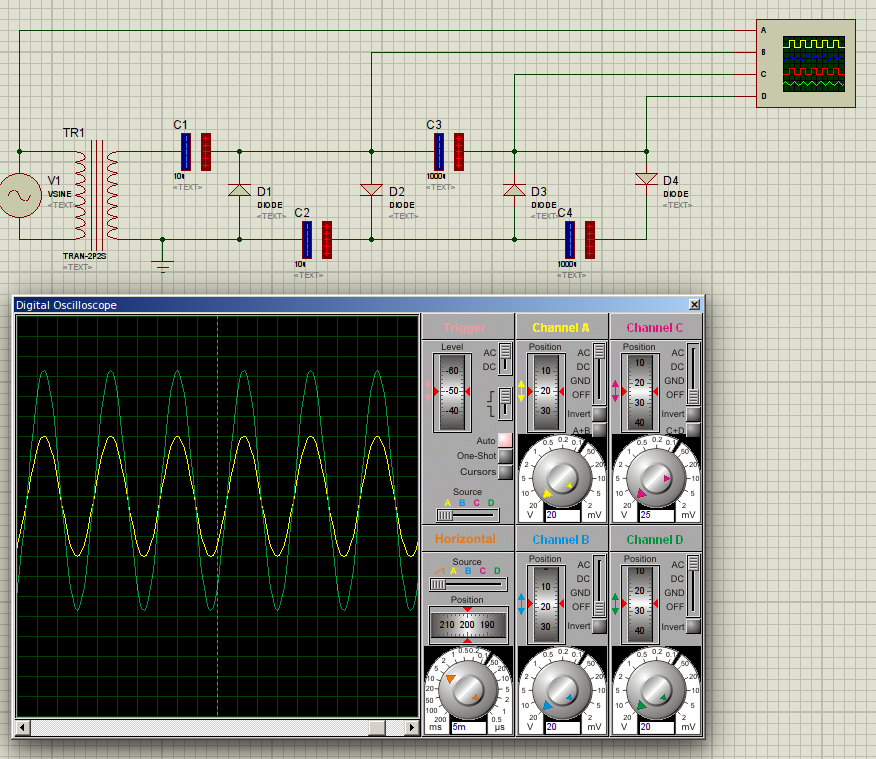 A
B
C
D
TR1
TRAN-2P2S
<TEXT>
V1
VSINE
<TEXT>
C1
<TEXT>
C3
1000u
<TEXT>
D1
DIODE
<TEXT>
D2
DIODE
<TEXT>
D3
DIODE
<TEXT>
D4
DIODE
<TEXT>
C2
<TEXT>
C4
1000u
<TEXT>
Digital Oscilloscope
Trigger
Level
AC
DC
-60
-50
-40
Auto
One-Shot
Cursors
Source
A B C D
Channel A
Position
AC
DC
GND
OFF
10
20
30
Invert
A+B
V 20 mV
Channel C
Position
AC
DC
GND
OFF
10
20
30
40
Invert
C+D
V 25 mV
Horizontal
Source
A B C D
Position
210 200 190
ms 5m µs
Channel B
Position
AC
DC
GND
OFF
10
20
30
Invert
V 20 mV
Channel D
Position
AC
DC
GND
OFF
10
20
30
40
Invert
V 20 mV